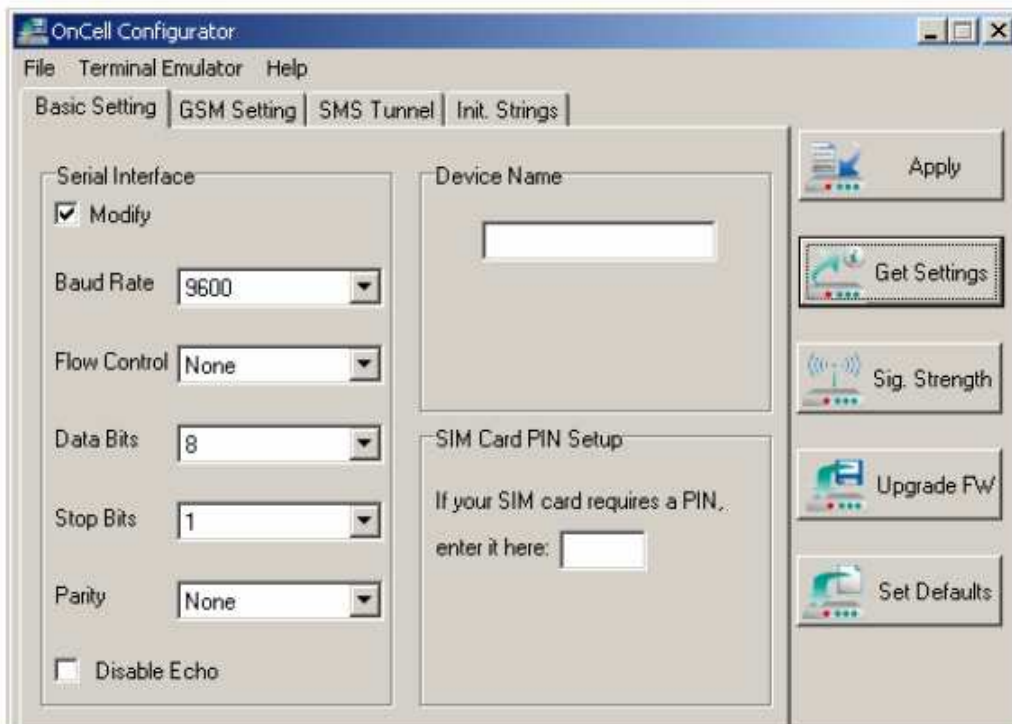 OnCell Configurator
File Terminal Emulator Help
Basic Setting GSM Setting SMS Tunnel Init. Strings
Serial Interface
Modify
Baud Rate 9600
Flow Control None
Data Bits 8
Stop Bits 1
Parity None
Disable Echo
Device Name
SIM Card PIN Setup
If your SIM card requires a PIN,
enter it here:
Apply
Get Settings
Sig. Strength
Upgrade FW
Set Defaults